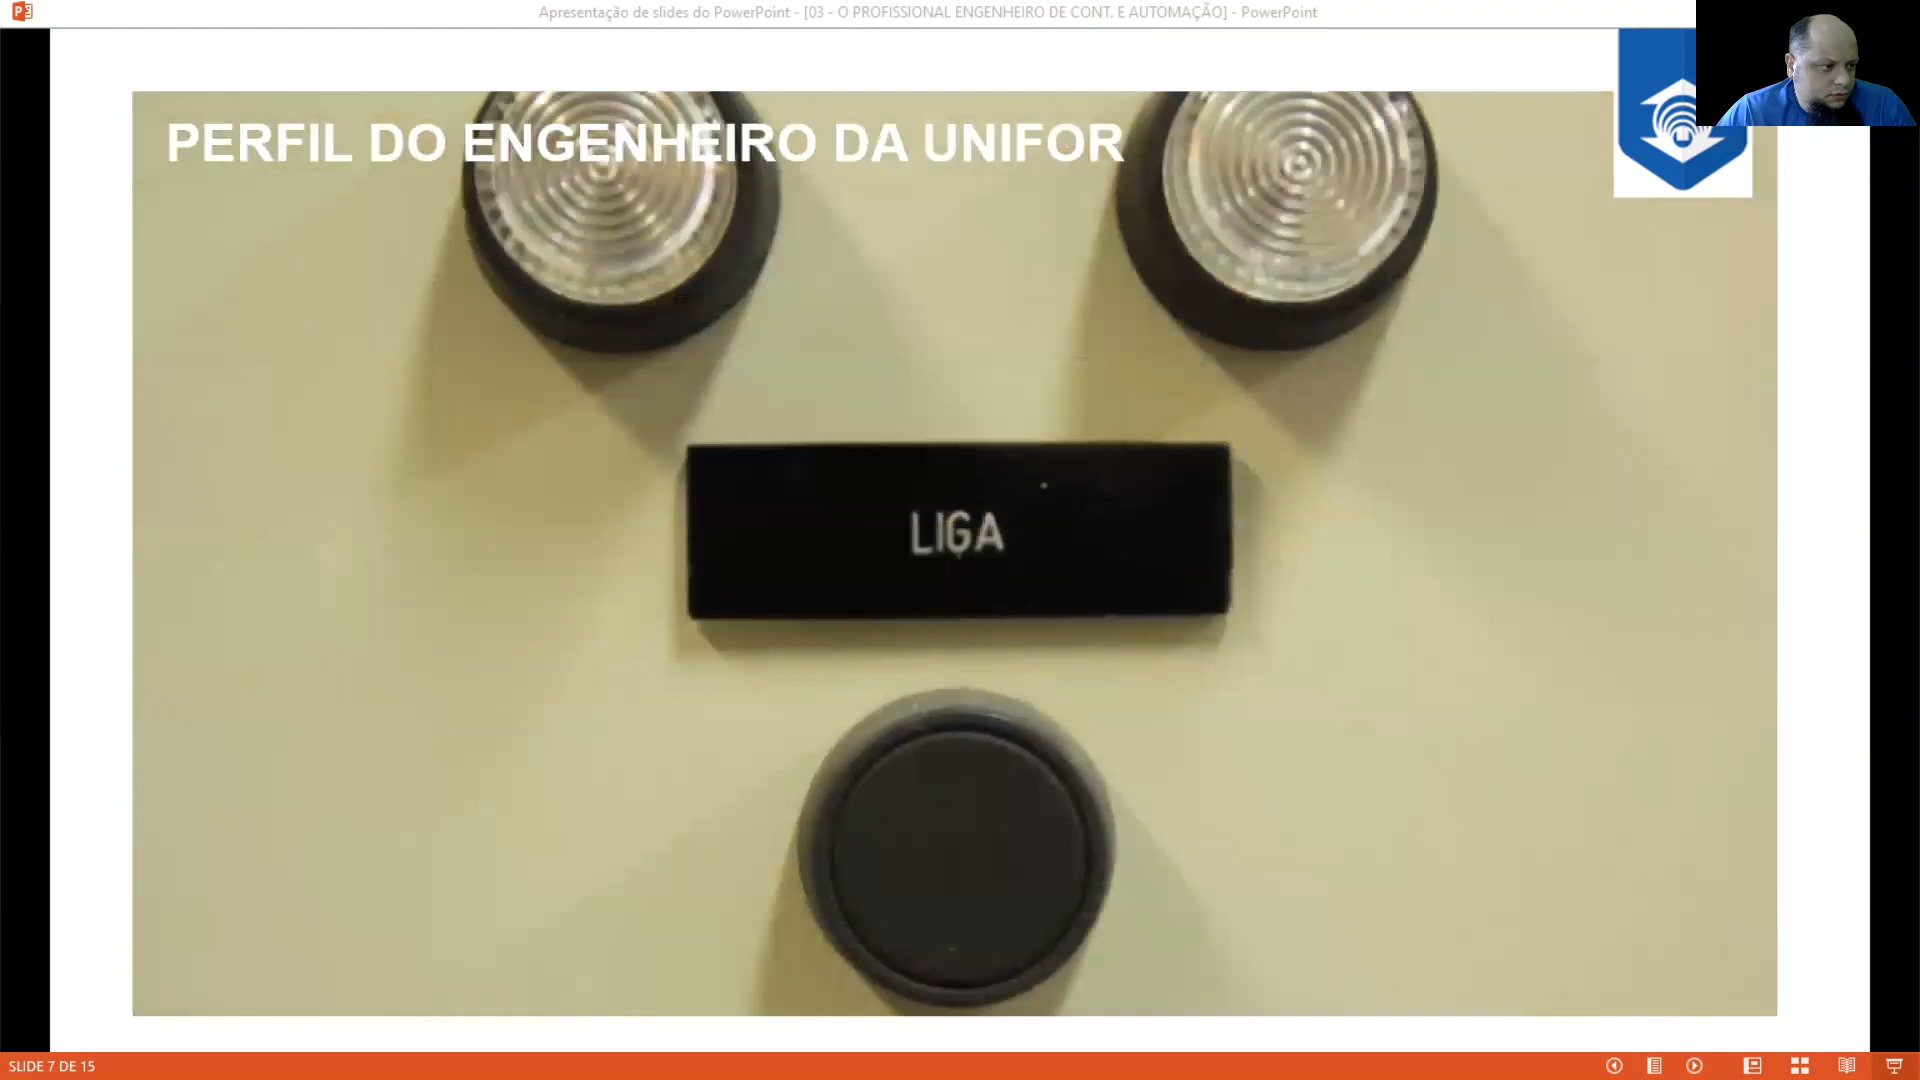 Apresentação de slides do PowerPoint - [03 - O PROFISSIONAL ENGENHEIRO DE CONT. E AUTOMAÇÃO] - PowerPoint
PERFIL DO ENGENHEIRO DA UNIFOR
LIGA
SLIDE 7 DE 15